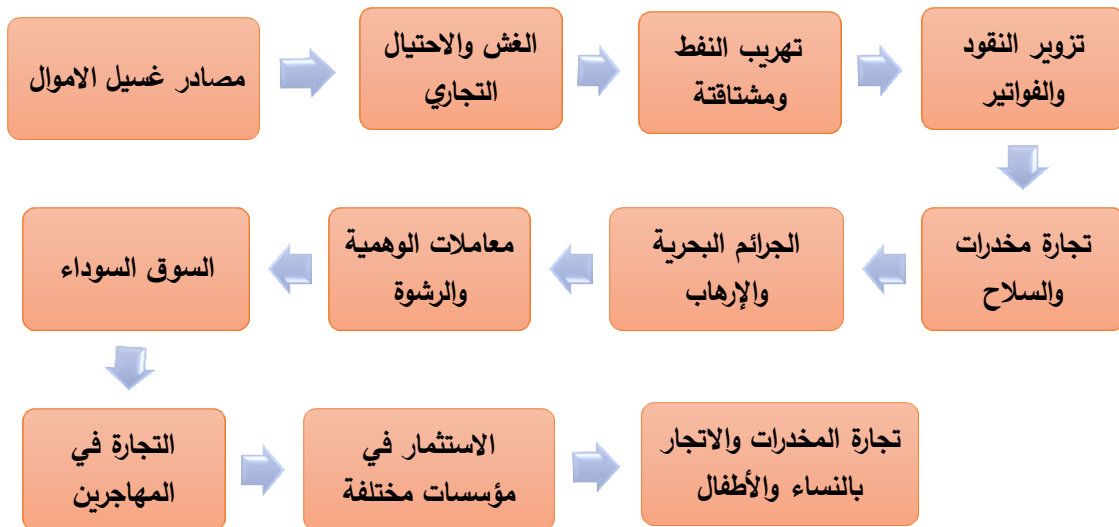 مصادر غسيل الاموال
الغش والاحتيال
التجاري
تهريب النفط
ومشتاقتة
تزوير النقود
والفواتير
تجارة مخدرات
والسلاح
الجرائم البحرية
والإرهاب
معاملات الوهمية
والرشوة
السوق السوداء
التجارة في
المهاجرين
الاستثمار في
مؤسسات مختلفة
تجارة المخدرات والاتجار
بالنساء والأطفال